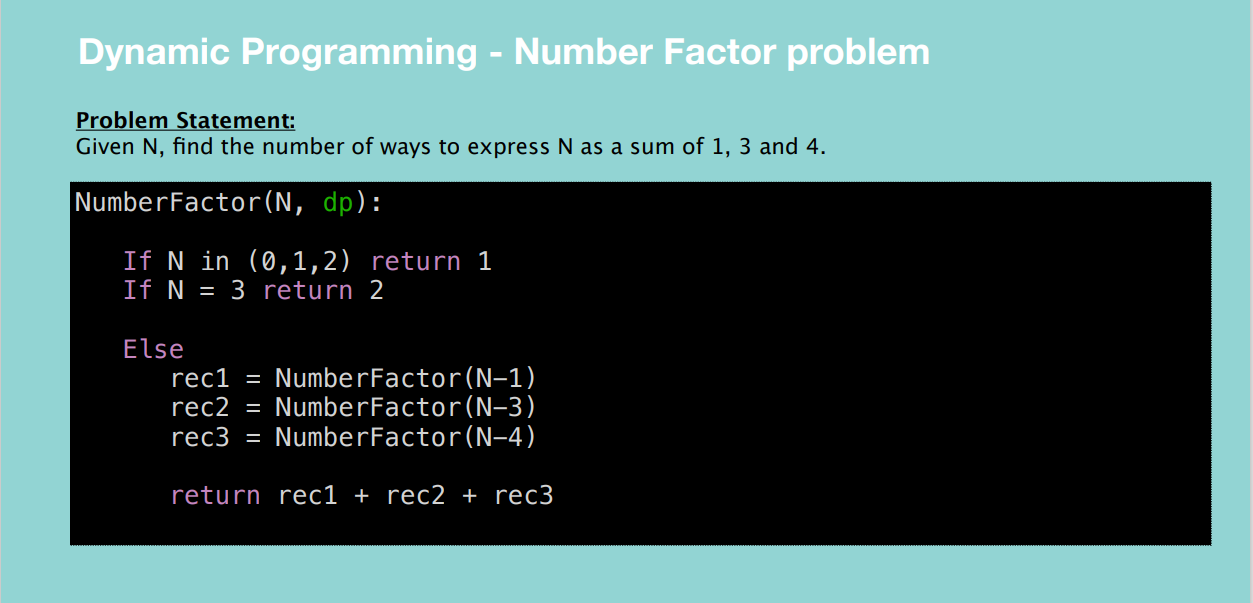 Dynamic Programming - Number Factor problem
Problem Statement:
Given N, find the number of ways to express N as a sum of 1, 3 and 4.
NumberFactor(N, dp):
If N in (0,1,2) return 1
If N = 3 return 2
Else
rec1 = NumberFactor(N-1)
rec2 = NumberFactor(N-3)
rec3 = NumberFactor(N-4)
return rec1 + rec2 + rec3